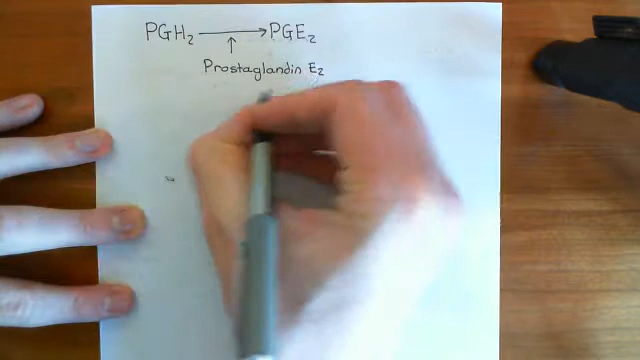 PGH₂ → PGE₂
↑
Prostaglandin E₂